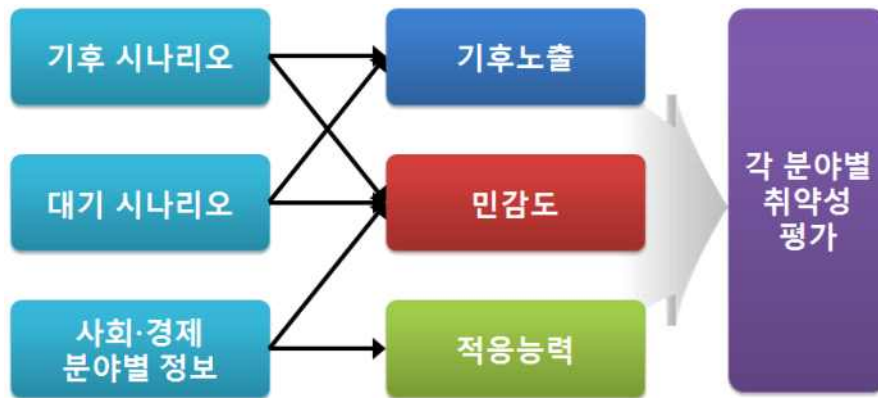 기후 시나리오
기후노출
대기 시나리오
민감도
사회·경제
분야별 정보
적응능력
각 분야별
취약성
평가